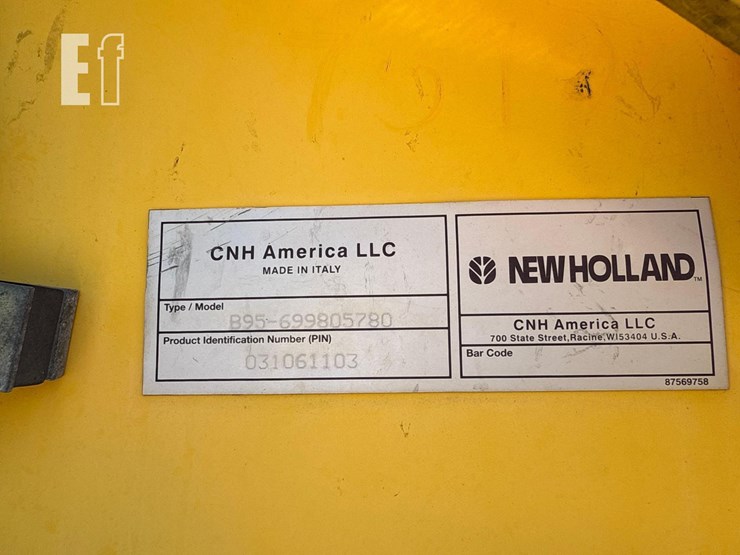 Ef
CNH America LLC
MADE IN ITALY
Type / Model
B95-699805780
Product Identification Number (PIN)
031061103
NEW HOLLAND™
CNH America LLC
700 State Street,Racine,WI53404 U.S.A.
Bar Code
87569758